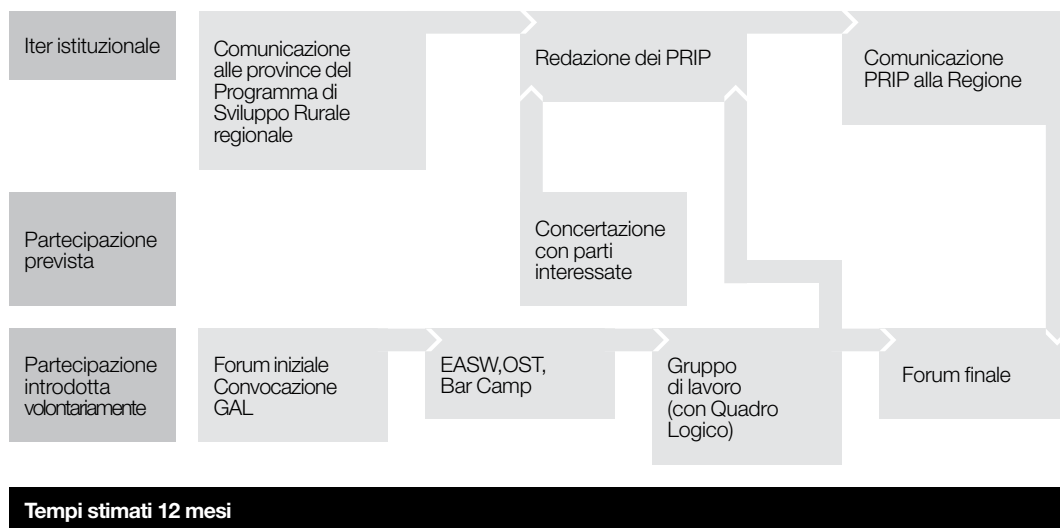 Iter istituzionale
Comunicazione
alle province del
Programma di
Sviluppo Rurale
regionale
Redazione dei PRIP
Comunicazione
PRIP alla Regione
Partecipazione
prevista
Concertazione
con parti
interessate
Partecipazione
introdotta
volontariamente
Forum iniziale
Convocazione
GAL
EASW,OST,
Bar Camp
Gruppo
di lavoro
(con Quadro
Logico)
Forum finale
Tempi stimati 12 mesi